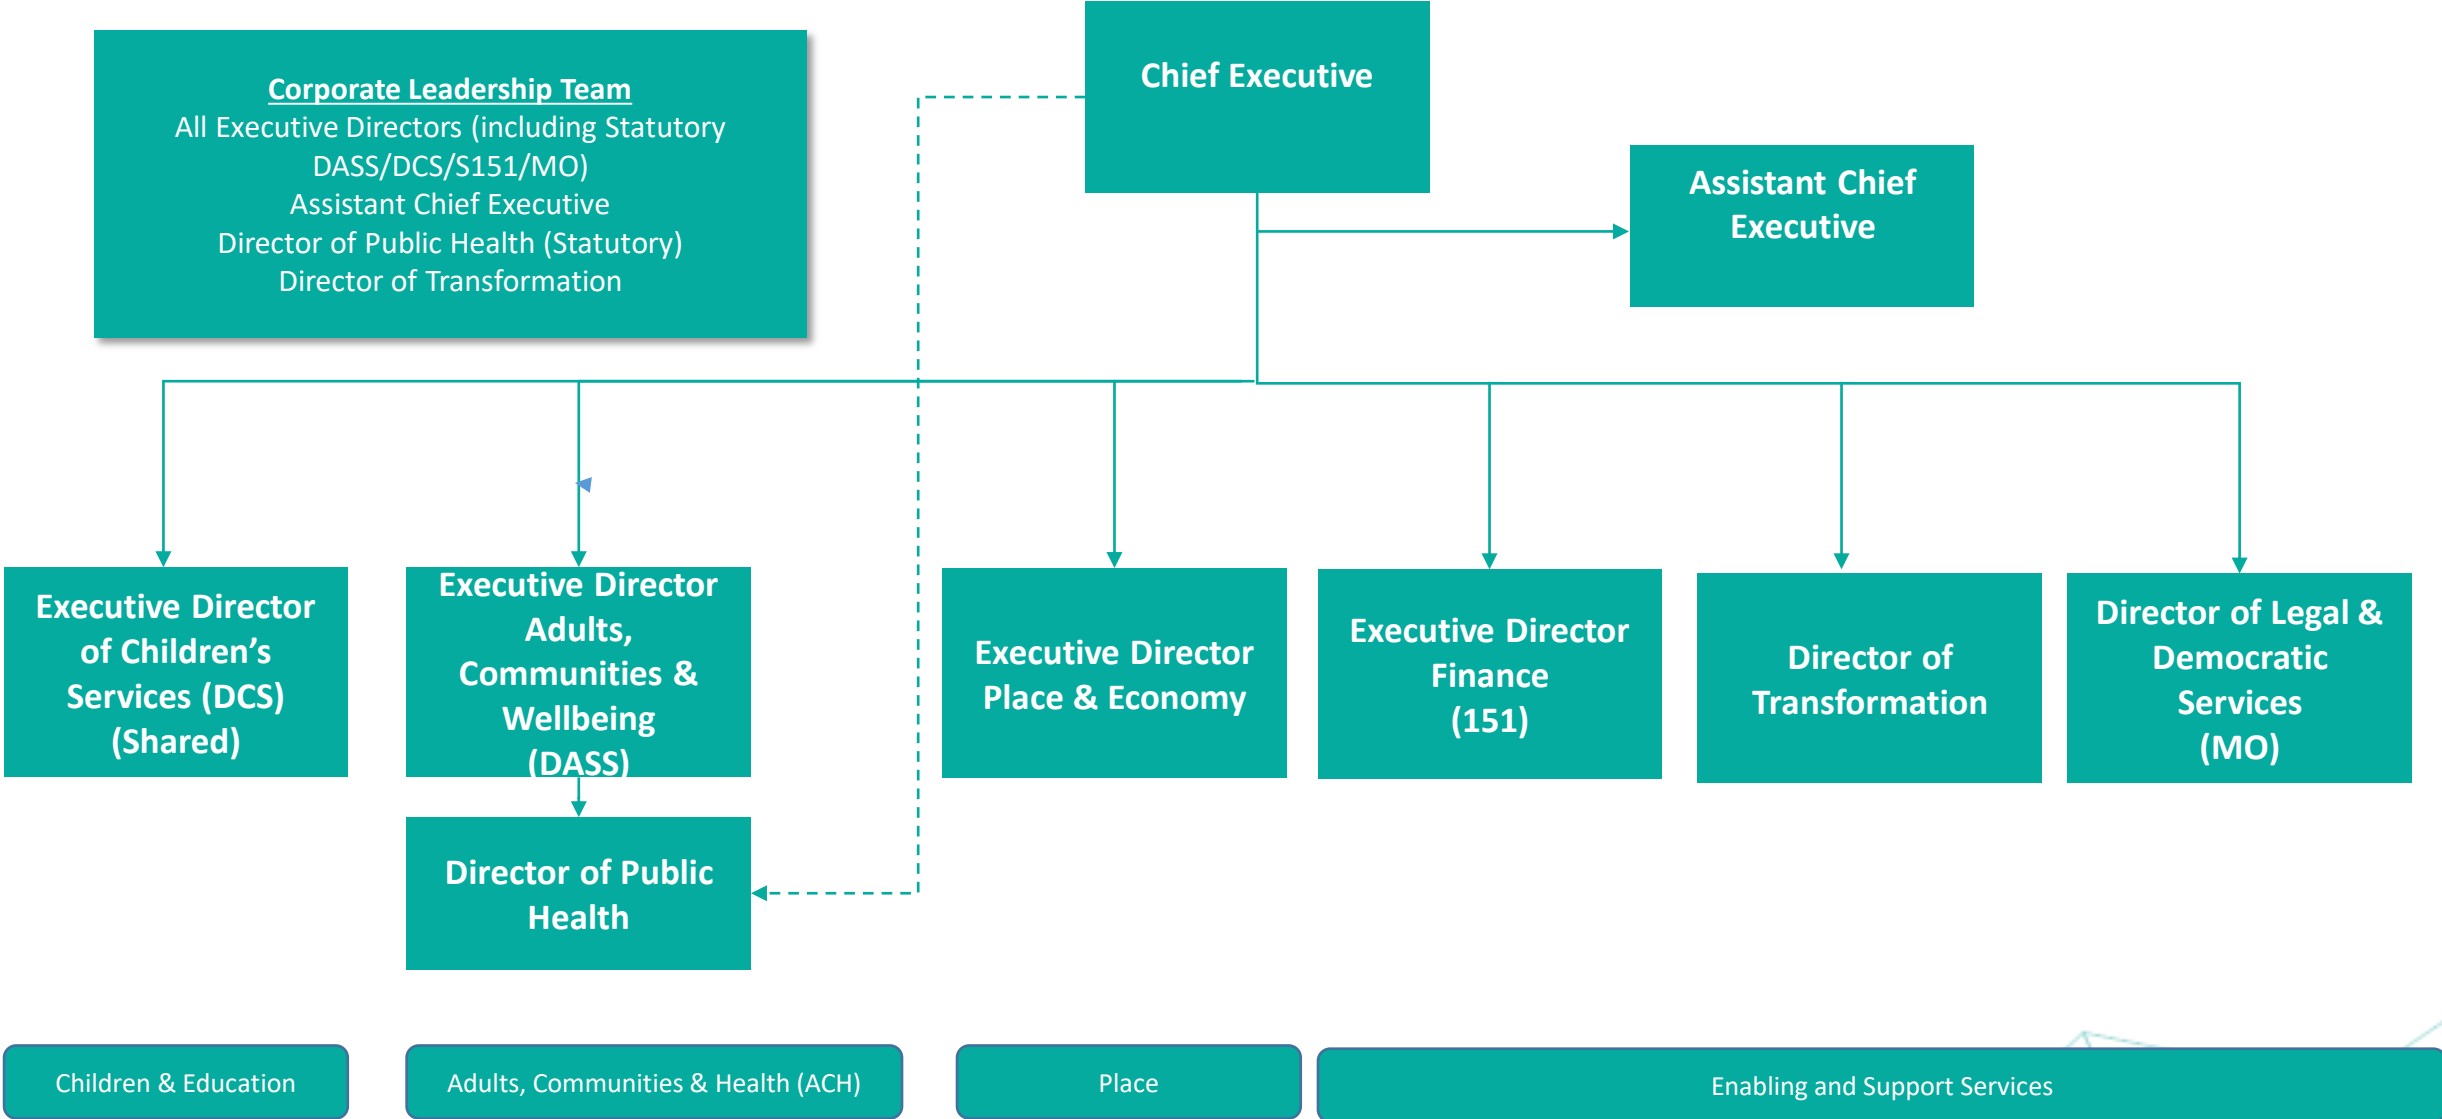 Corporate Leadership Team
All Executive Directors (including Statutory
DASS/DCS/S151/MO)
Assistant Chief Executive
Director of Public Health (Statutory)
Director of Transformation
Chief Executive
Assistant Chief
Executive
Executive Director
of Children’s
Services (DCS)
(Shared)
Executive Director
Adults,
Communities &
Wellbeing
(DASS)
Executive Director
Place & Economy
Executive Director
Finance
(151)
Director of
Transformation
Director of Legal &
Democratic
Services
(MO)
Director of Public
Health
Children & Education
Adults, Communities & Health (ACH)
Place
Enabling and Support Services